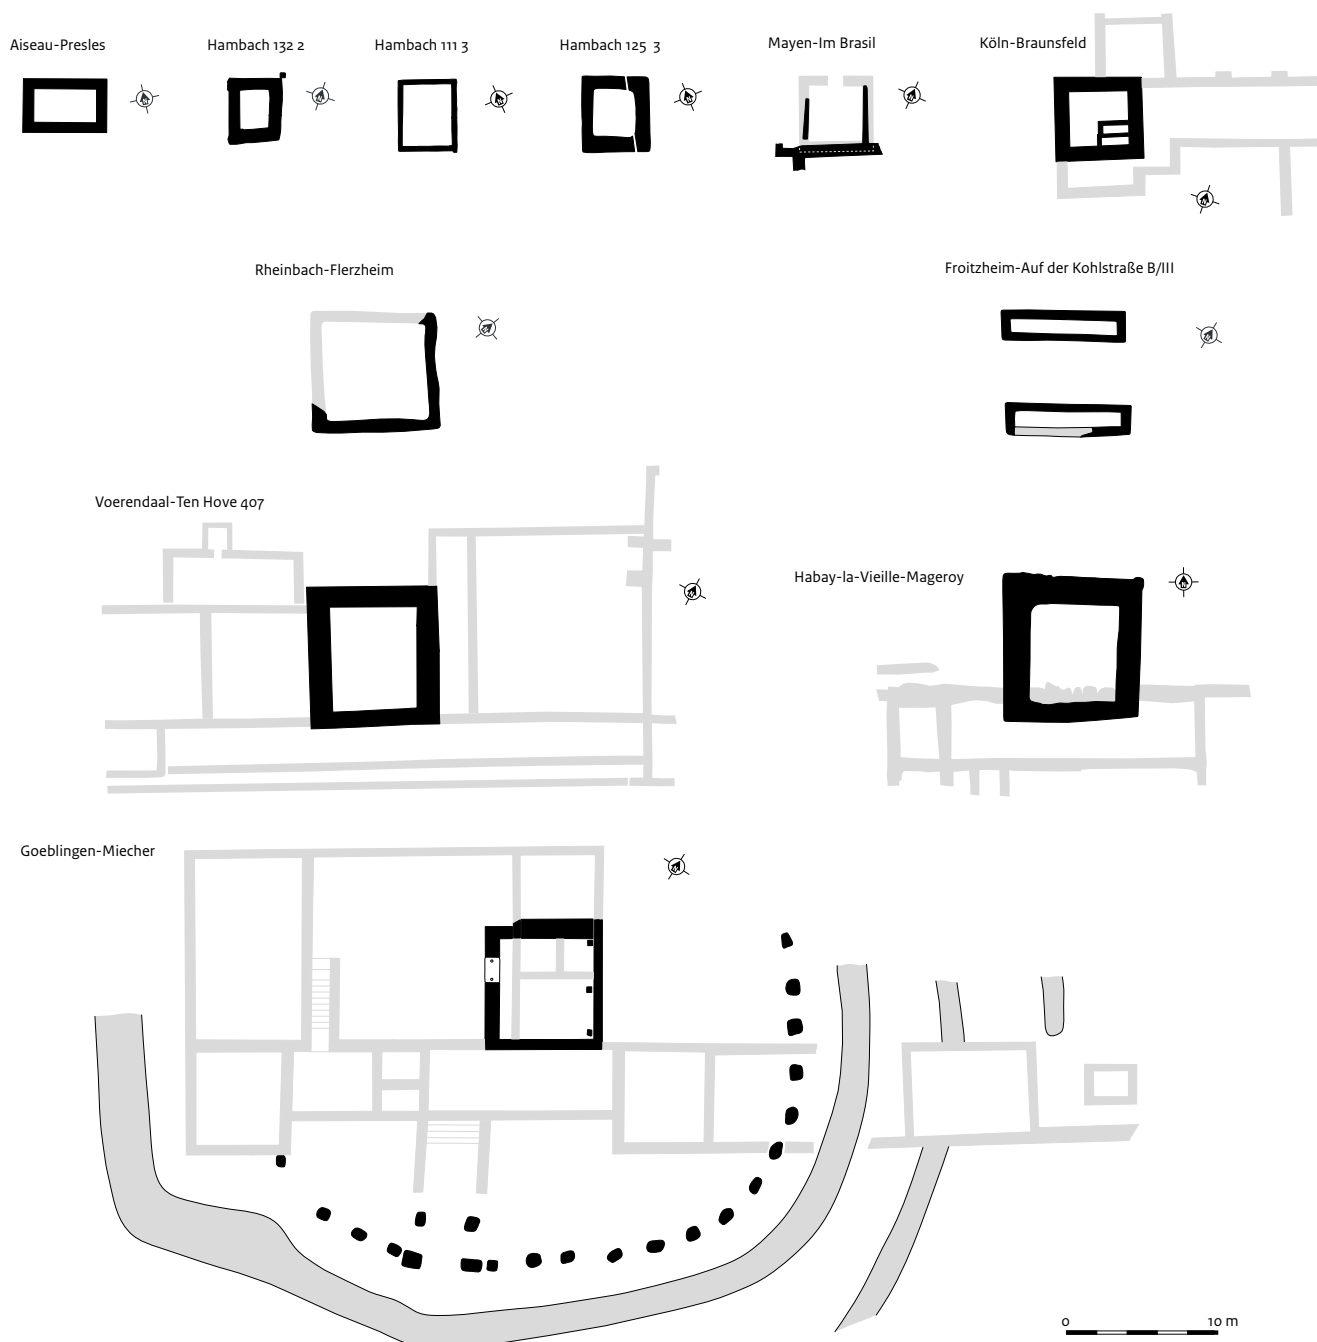 Aiseau-Presles
Hambach 132 2
Hambach 111 3
Hambach 125 3
Mayen-Im Brasil
Köln-Braunsfeld
Rheinbach-Flerzheim
Froitzheim-Auf der Kohlstraße B/III
Voerendaal-Ten Hove 407
Habay-la-Vieille-Mageroy
Goeblingen-Miecher
0 10 m